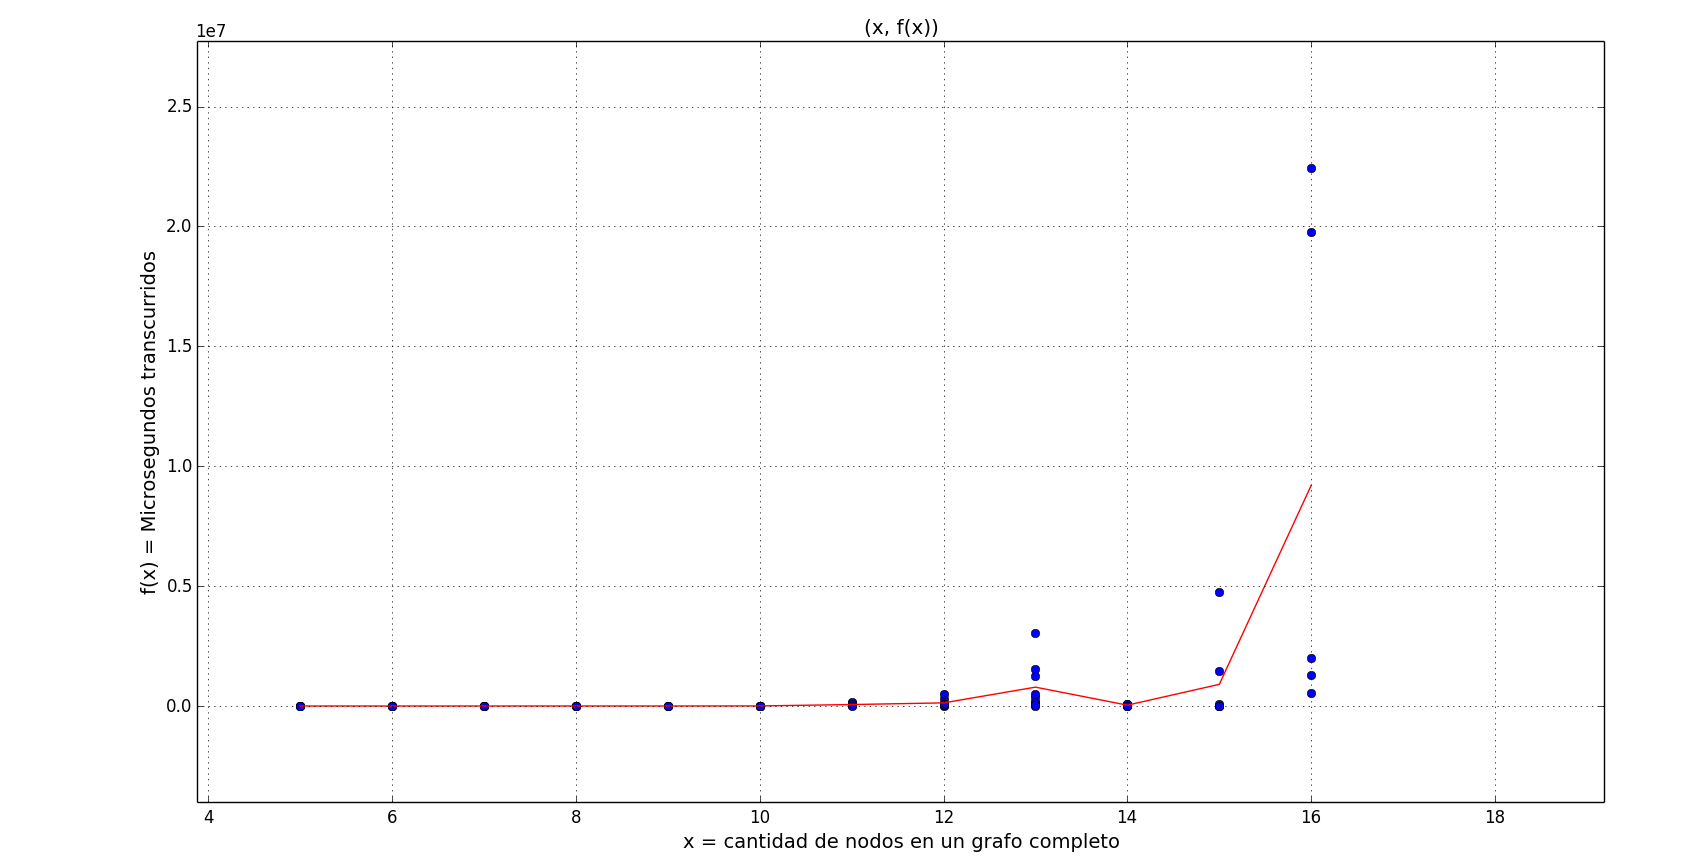 (x, f(x))
1e7
2.5
2.0
1.5
1.0
0.5
0.0
f(x) = Microsegundos transcurridos
4 6 8 10 12 14 16 18
x = cantidad de nodos en un grafo completo